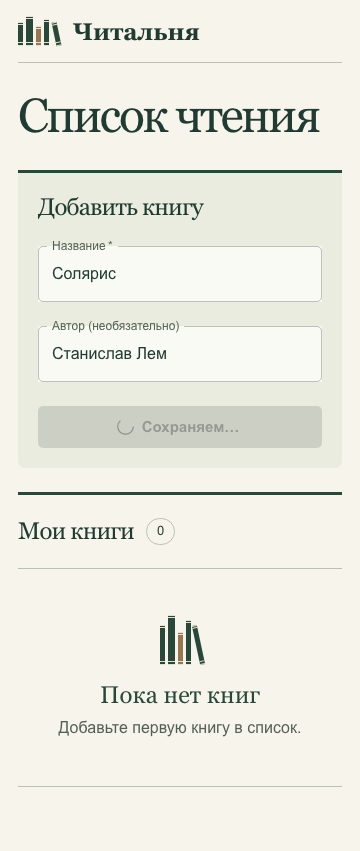 Читальня
Список чтения
Добавить книгу
Название *
Солярис
Автор (необязательно)
Станислав Лем
Сохраняем...
Мои книги 0
Пока нет книг
Добавьте первую книгу в список.